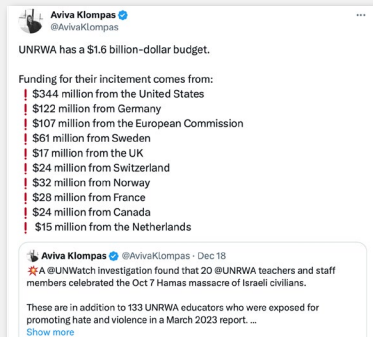 Aviva Klompas
@AvivaKlompas
UNRWA has a $1.6 billion-dollar budget.
Funding for their incitement comes from:
❗$344 million from the United States
❗$122 million from Germany
❗$107 million from the European Commission
❗$61 million from Sweden
❗$17 million from the UK
❗$24 million from Switzerland
❗$32 million from Norway
❗$28 million from France
❗$24 million from Canada
❗ $15 million from the Netherlands
Aviva Klompas @AvivaKlompas · Dec 18
💥A @UNWatch investigation found that 20 @UNRWA teachers and staff
members celebrated the Oct 7 Hamas massacre of Israeli civilians.
These are in addition to 133 UNRWA educators who were exposed for
promoting hate and violence in a March 2023 report. ...
Show more